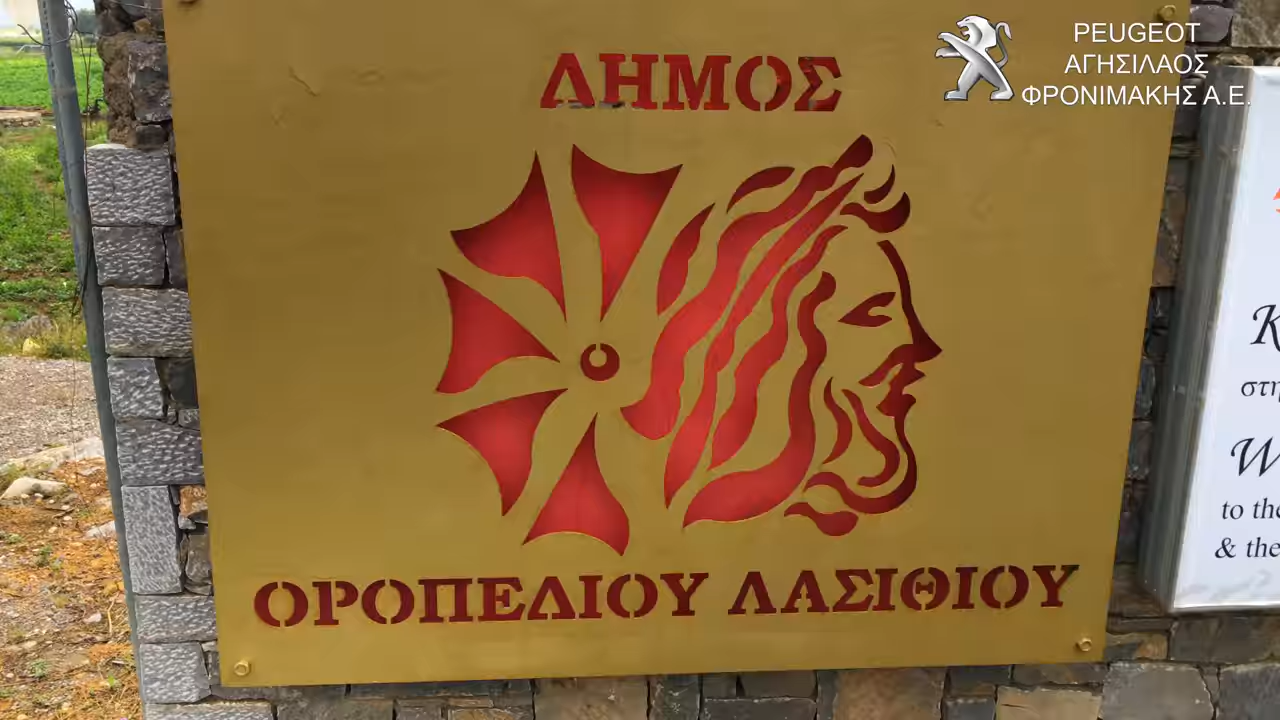 PEUGEOT
ΑΓΗΣΙΛΑΟΣ
ΦΡΟΝΙΜΑΚΗΣ Α.Ε.
ΔΗΜΟΣ
ΟΡΟΠΕΔΙΟΥ ΛΑΣΙΘΙΟΥ
to the
& the